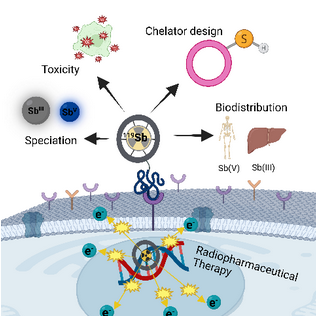 Chelator design
S
H
Toxicity
Sb^III
Sb^V
¹¹⁹Sb
Biodistribution
Speciation
Sb(V)
Sb(III)
e⁻
e⁻
e⁻
e⁻
Radiopharmaceutical
Therapy
e⁻
e⁻
e⁻